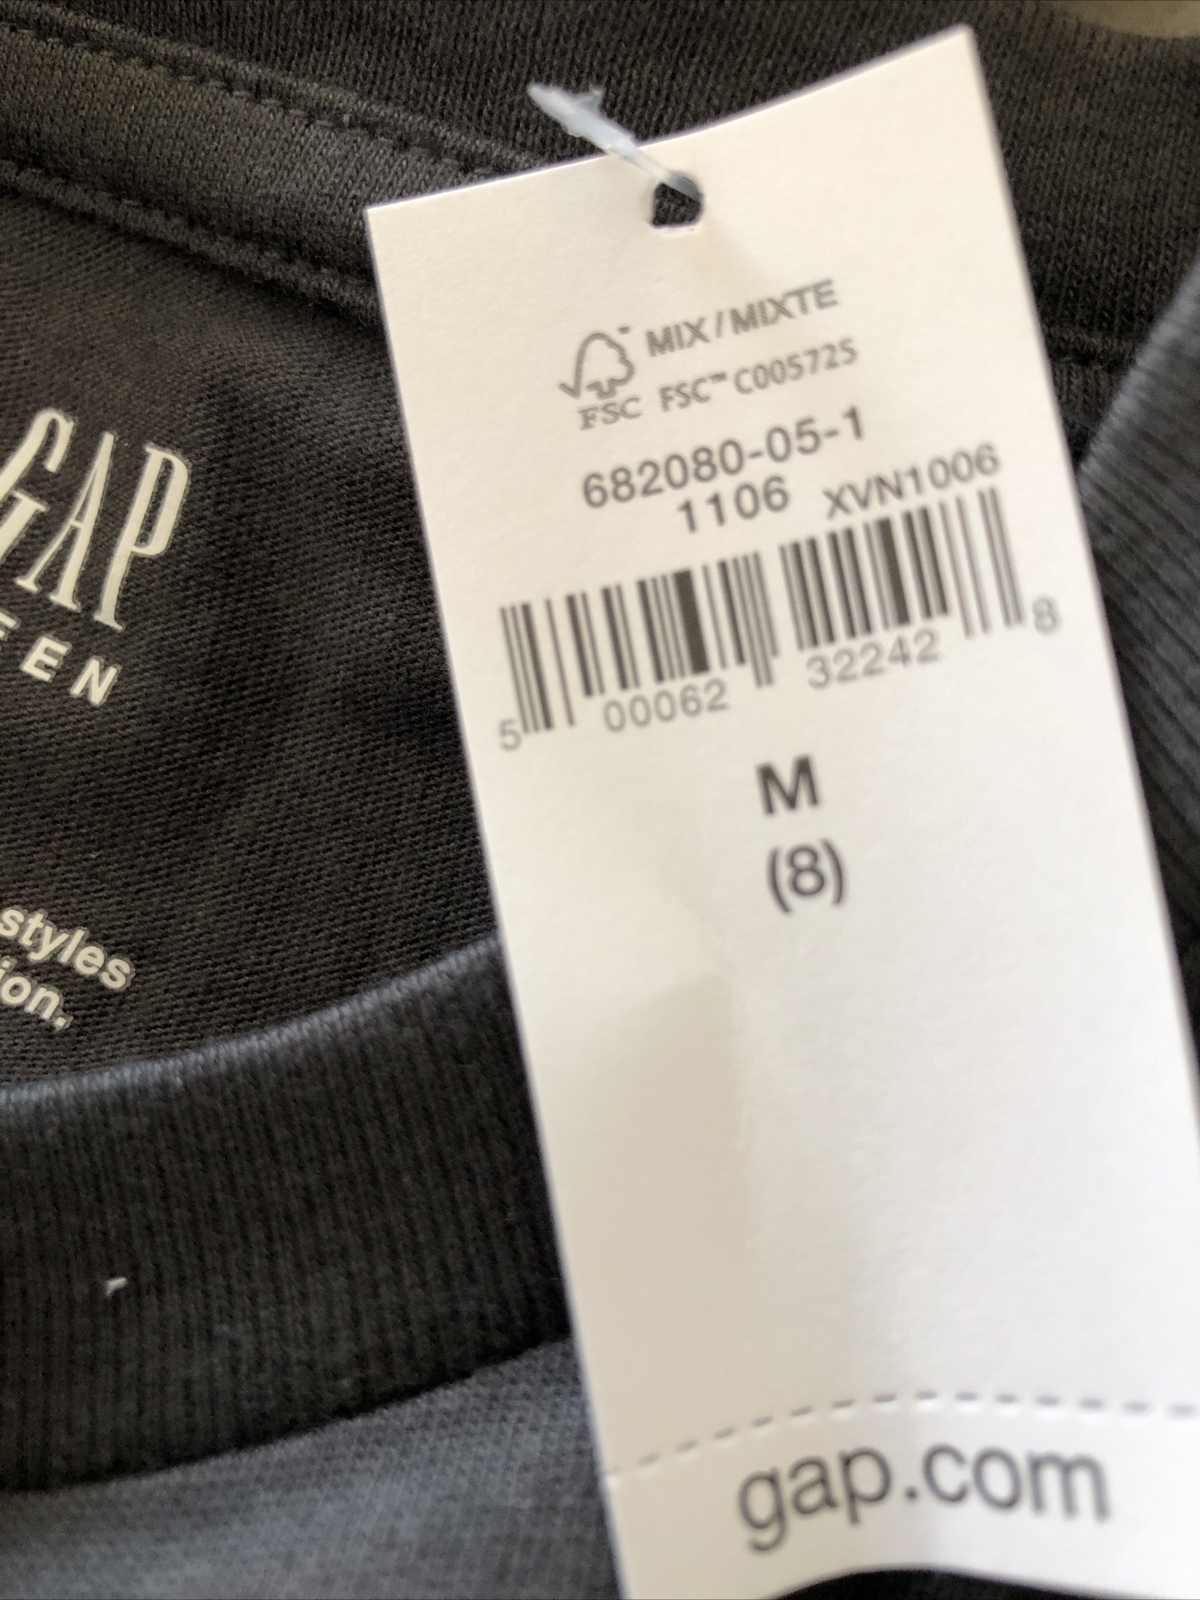 MIX/MIXTE
FSC FSC™ C005725
682080-05-1
1106 XVN1006
5 00062 32242 8
M
(8)
gap.com
GAP
EEN
styles
ion.